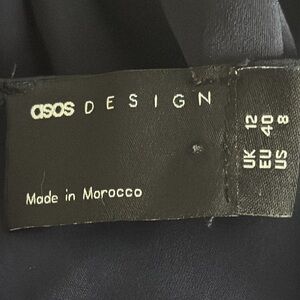 asos DESIGN
Made in Morocco
UK 12
EU 40
US 8